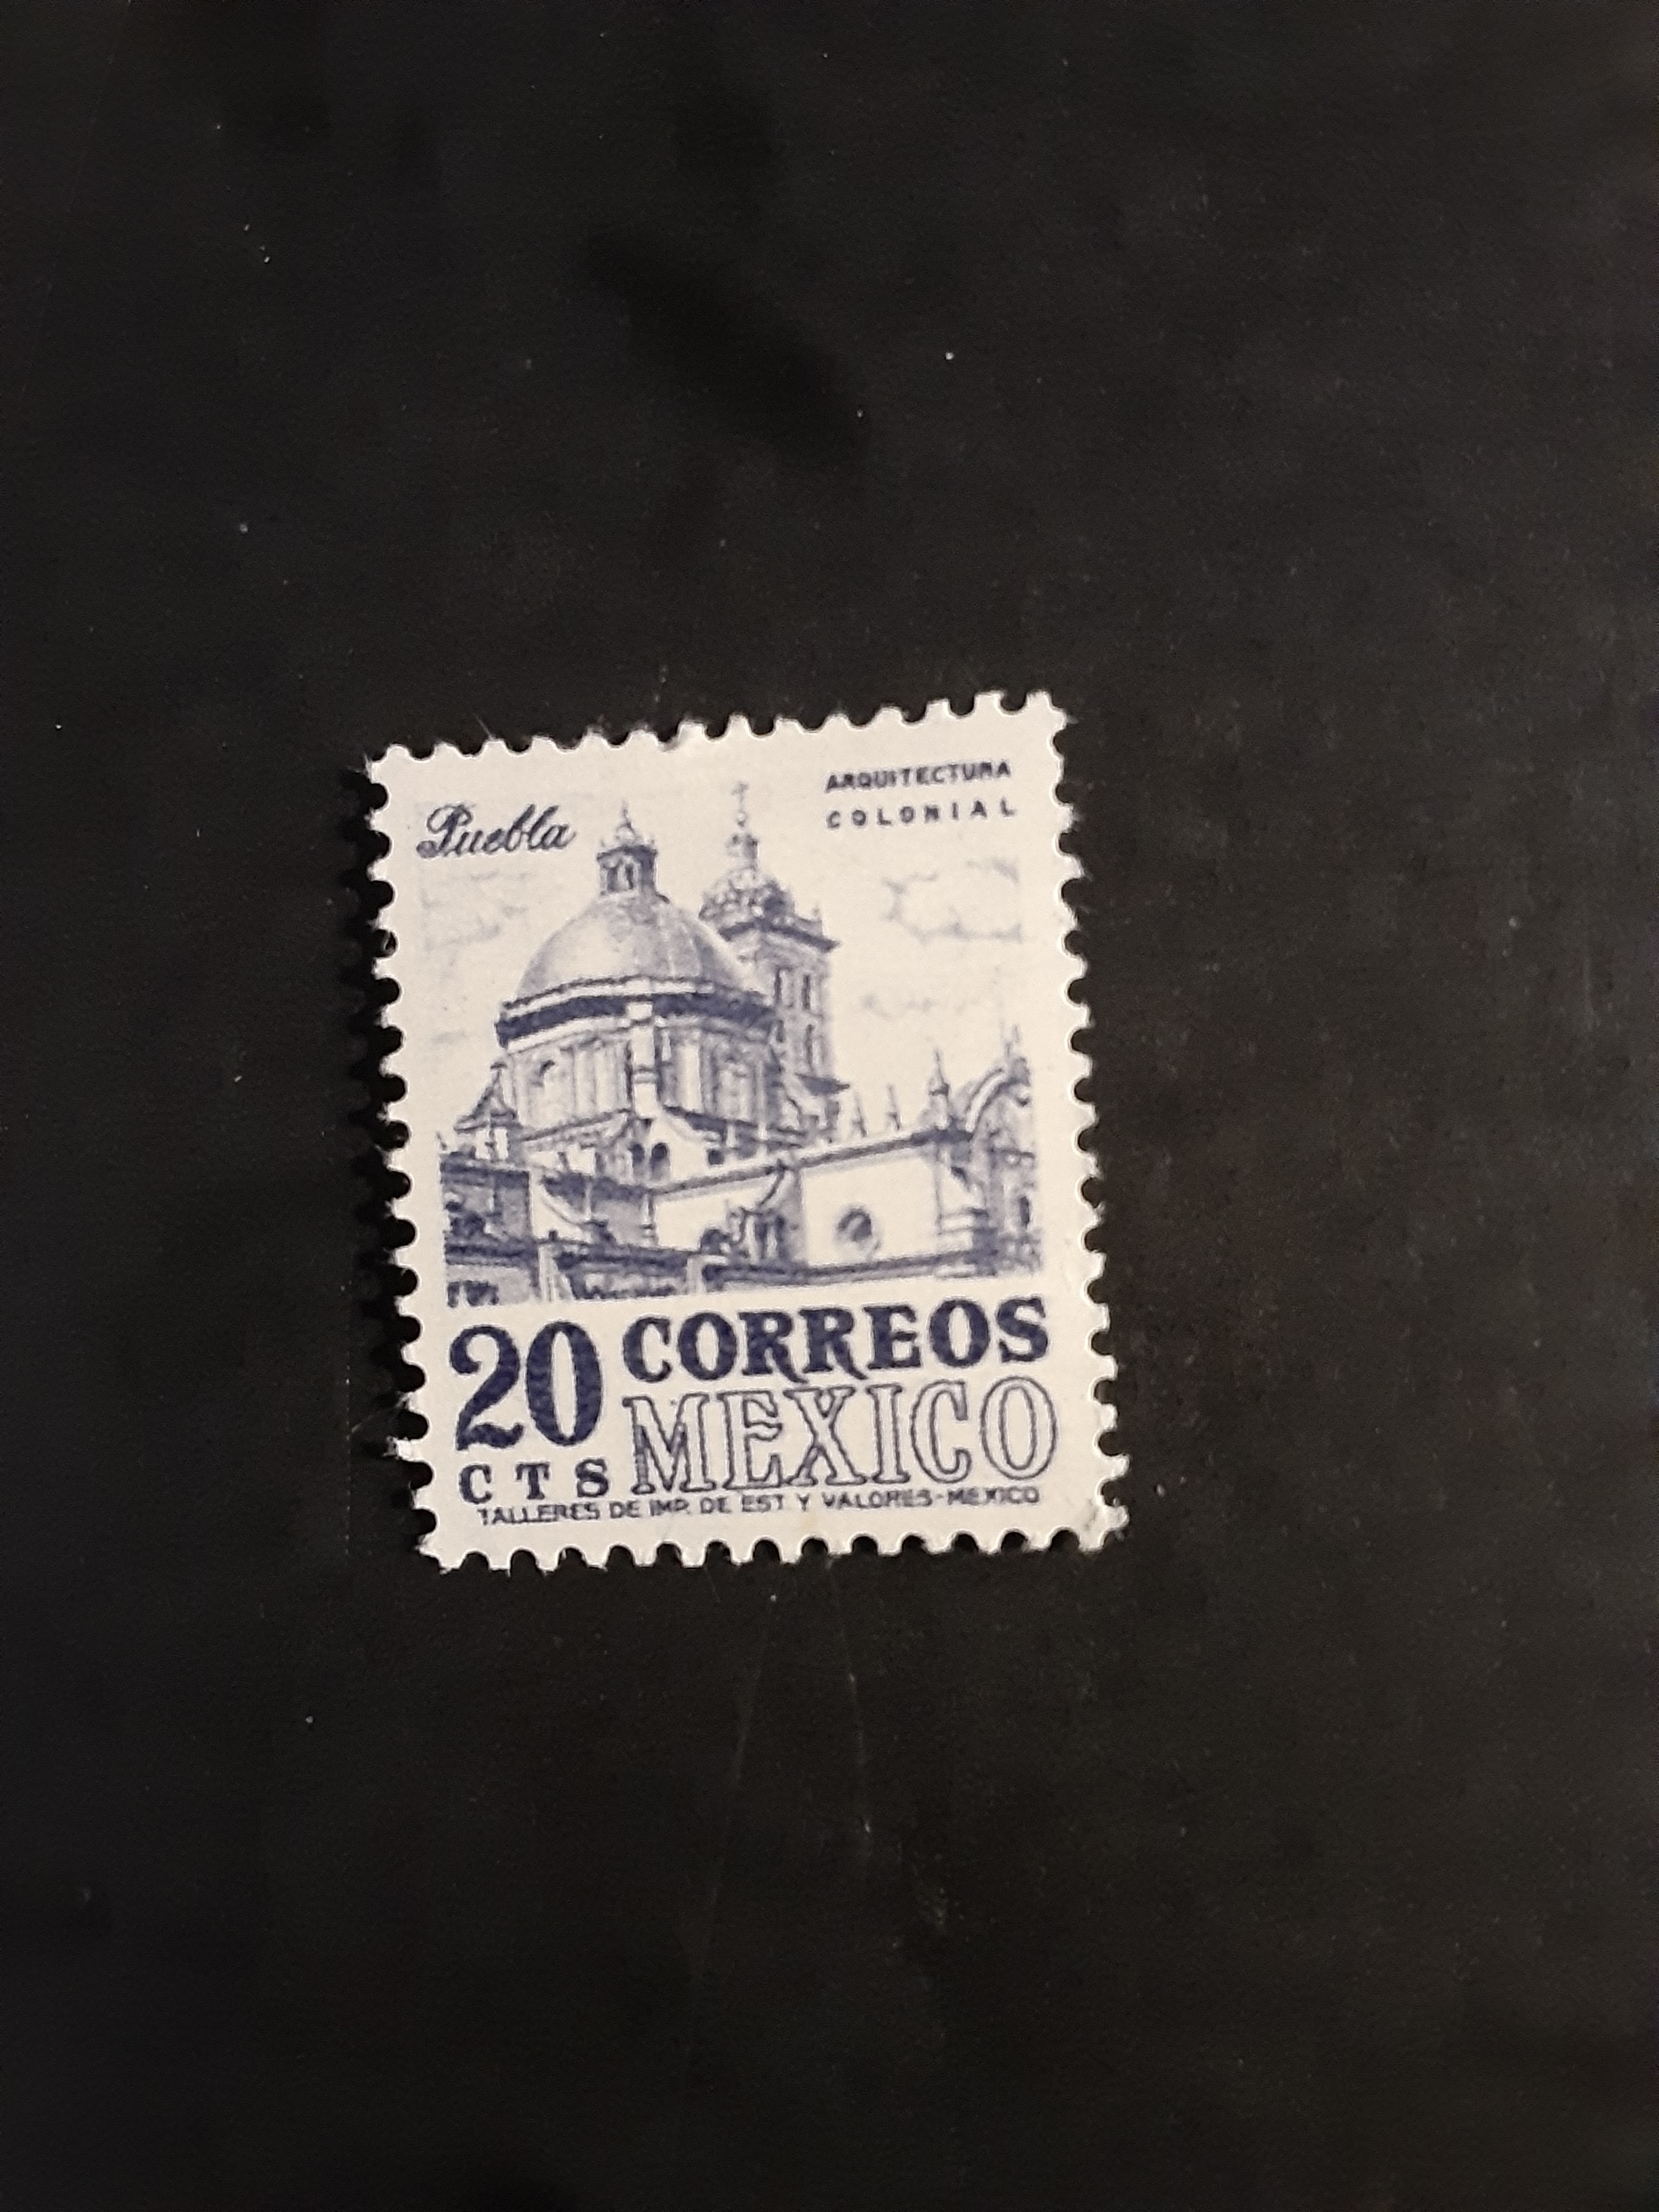 Puebla
ARQUITECTURA
COLONIAL
20 CORREOS
CTS MEXICO
TALLERES DE IMP. DE EST. Y VALORES-MEXICO